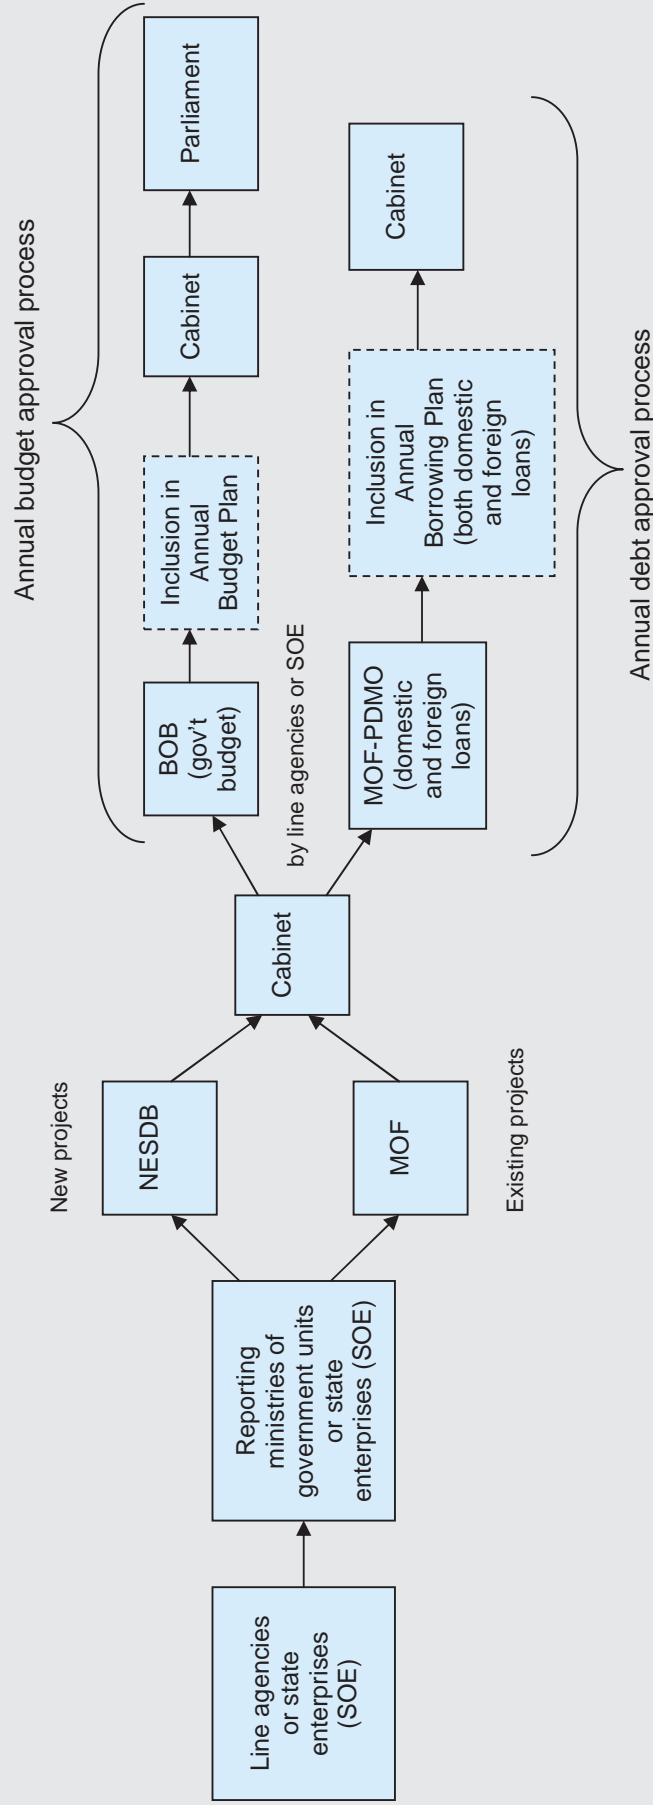 Line agencies
or state
enterprises
(SOE)
Reporting
ministries of
government units
or state
enterprises (SOE)
New projects
NESDB
MOF
Existing projects
Cabinet
Annual budget approval process
BOB
(gov't
budget)
Inclusion in
Annual
Budget Plan
Cabinet
Parliament
by line agencies or SOE
MOF-PDMO
(domestic
and foreign
loans)
Inclusion in
Annual
Borrowing Plan
(both domestic
and foreign
loans)
Cabinet
Annual debt approval process